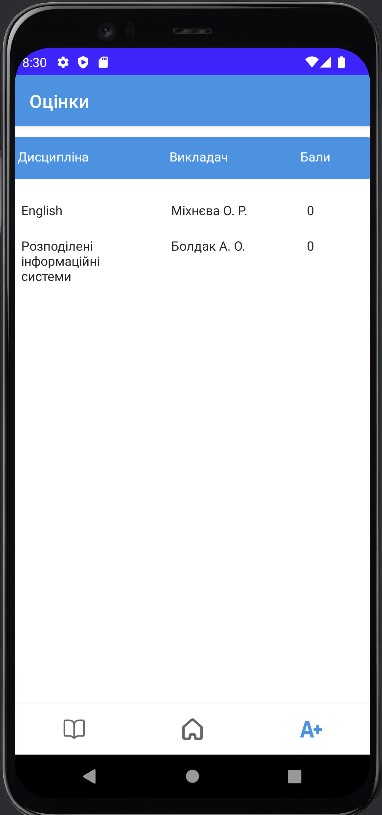 8:30
Оцінки
Дисципліна Викладач Бали
English Міхнєва О. Р. 0
Розподілені Болдак А. О. 0
інформаційні
системи
A+